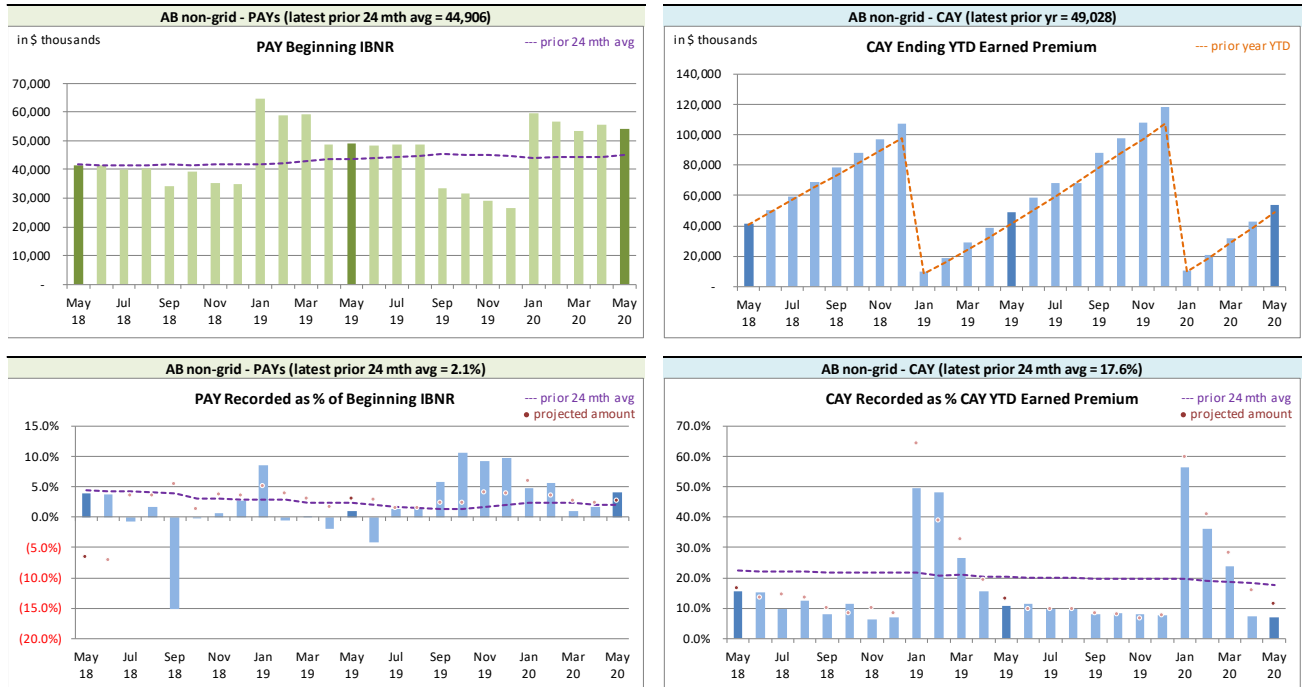 AB non-grid - PAYs (latest prior 24 mth avg = 44,906)
in $ thousands
PAY Beginning IBNR
--- prior 24 mth avg
70,000
60,000
50,000
40,000
30,000
20,000
10,000
-
May Jul Sep Nov Jan Mar May Jul Sep Nov Jan Mar May
18 18 18 18 19 19 19 19 19 19 20 20 20
AB non-grid - CAY (latest prior yr = 49,028)
in $ thousands
CAY Ending YTD Earned Premium
--- prior year YTD
140,000
120,000
100,000
80,000
60,000
40,000
20,000
-
May Jul Sep Nov Jan Mar May Jul Sep Nov Jan Mar May
18 18 18 18 19 19 19 19 19 19 20 20 20
AB non-grid - PAYs (latest prior 24 mth avg = 2.1%)
PAY Recorded as % of Beginning IBNR
--- prior 24 mth avg
• projected amount
15.0%
10.0%
5.0%
0.0%
(5.0%)
(10.0%)
(15.0%)
(20.0%)
May Jul Sep Nov Jan Mar May Jul Sep Nov Jan Mar May
18 18 18 18 19 19 19 19 19 19 20 20 20
AB non-grid - CAY (latest prior 24 mth avg = 17.6%)
CAY Recorded as % CAY YTD Earned Premium
--- prior 24 mth avg
• projected amount
70.0%
60.0%
50.0%
40.0%
30.0%
20.0%
10.0%
0.0%
May Jul Sep Nov Jan Mar May Jul Sep Nov Jan Mar May
18 18 18 18 19 19 19 19 19 19 20 20 20